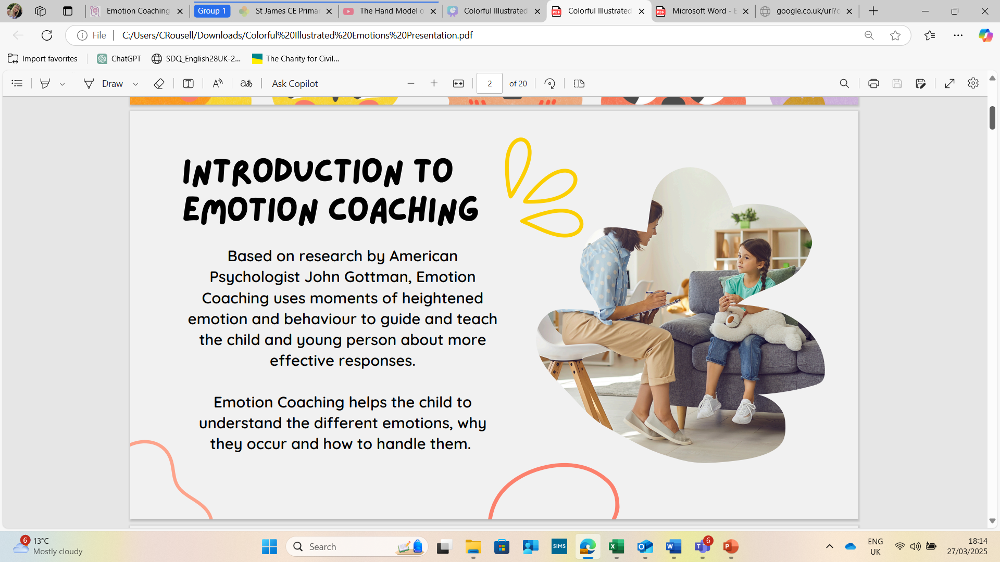 Emotion Coaching
Group 1
St James CE Primar
The Hand Model o
Colorful Illustrated
Colorful Illustrated
Microsoft Word - E
google.co.uk/url?c
File
C:/Users/CRousell/Downloads/Colorful%20Illustrated%20Emotions%20Presentation.pdf
Import favorites
ChatGPT
SDQ_English28UK-2...
The Charity for Civil...
Draw
Ask Copilot
2
of 20
INTRODUCTION TO
EMOTION COACHING
Based on research by American
Psychologist John Gottman, Emotion
Coaching uses moments of heightened
emotion and behaviour to guide and teach
the child and young person about more
effective responses.
Emotion Coaching helps the child to
understand the different emotions, why
they occur and how to handle them.
6
13°C
Mostly cloudy
Search
SIMS
6
ENG
UK
18:14
27/03/2025